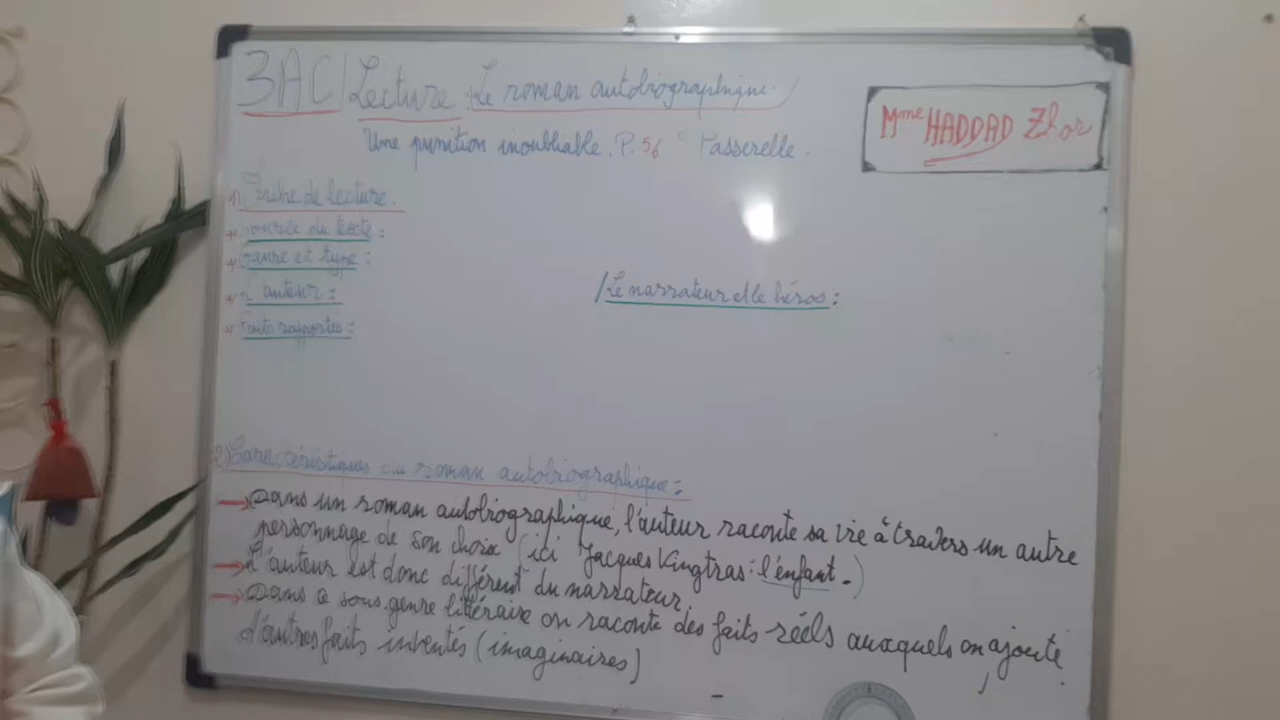 3AC/Lecture: Le roman autobiographique.
Mme HADDAD Zhor
Une punition inoubliable. P.56 Passerelle.
1) Fiche de lecture.
Source du texte:
Genre et type:
L'auteur:
Faits rapportés:
/Le narrateur et le héros:
2) Caractéristiques du roman autobiographique:
→ Dans un roman autobiographique, l'auteur raconte sa vie à travers un autre
personnage de son choix (ici Jacques Vingtras: l'enfant.)
→ L'auteur est donc différent du narrateur.
→ Dans ce sous-genre littéraire on raconte des faits réels auxquels on ajoute
d'autres faits inventés (imaginaires)